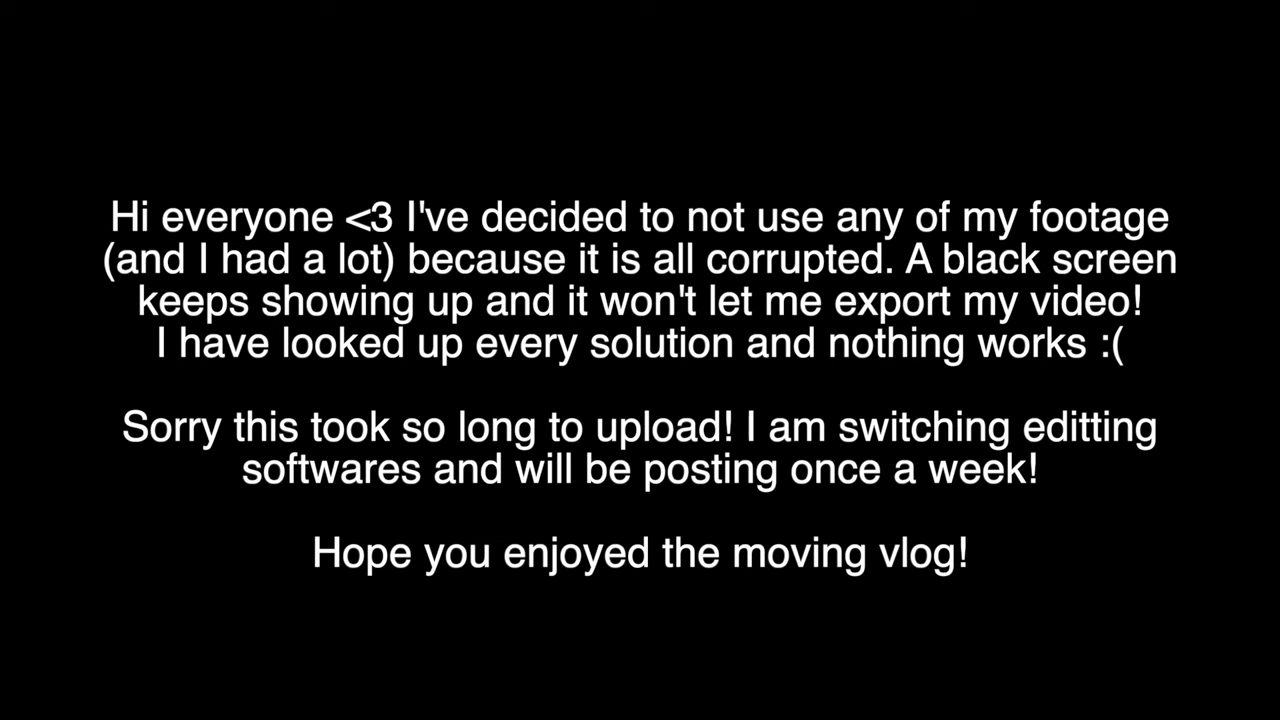 Hi everyone <3 I've decided to not use any of my footage
(and I had a lot) because it is all corrupted. A black screen
keeps showing up and it won't let me export my video!
I have looked up every solution and nothing works :(
Sorry this took so long to upload! I am switching editting
softwares and will be posting once a week!
Hope you enjoyed the moving vlog!